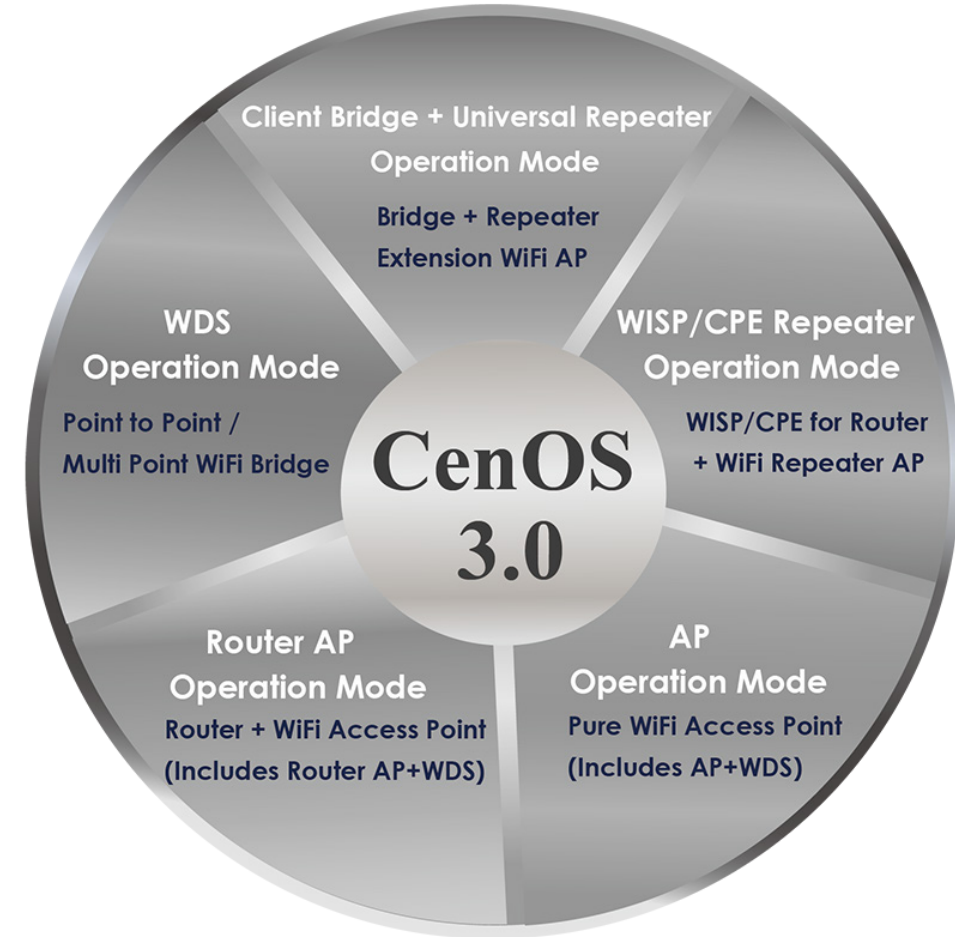 Client Bridge + Universal Repeater
Operation Mode
Bridge + Repeater
Extension WiFi AP
WDS
Operation Mode
Point to Point /
Multi Point WiFi Bridge
WISP/CPE Repeater
Operation Mode
WISP/CPE for Router
+ WiFi Repeater AP
CenOS
3.0
Router AP
Operation Mode
Router + WiFi Access Point
(Includes Router AP+WDS)
AP
Operation Mode
Pure WiFi Access Point
(Includes AP+WDS)